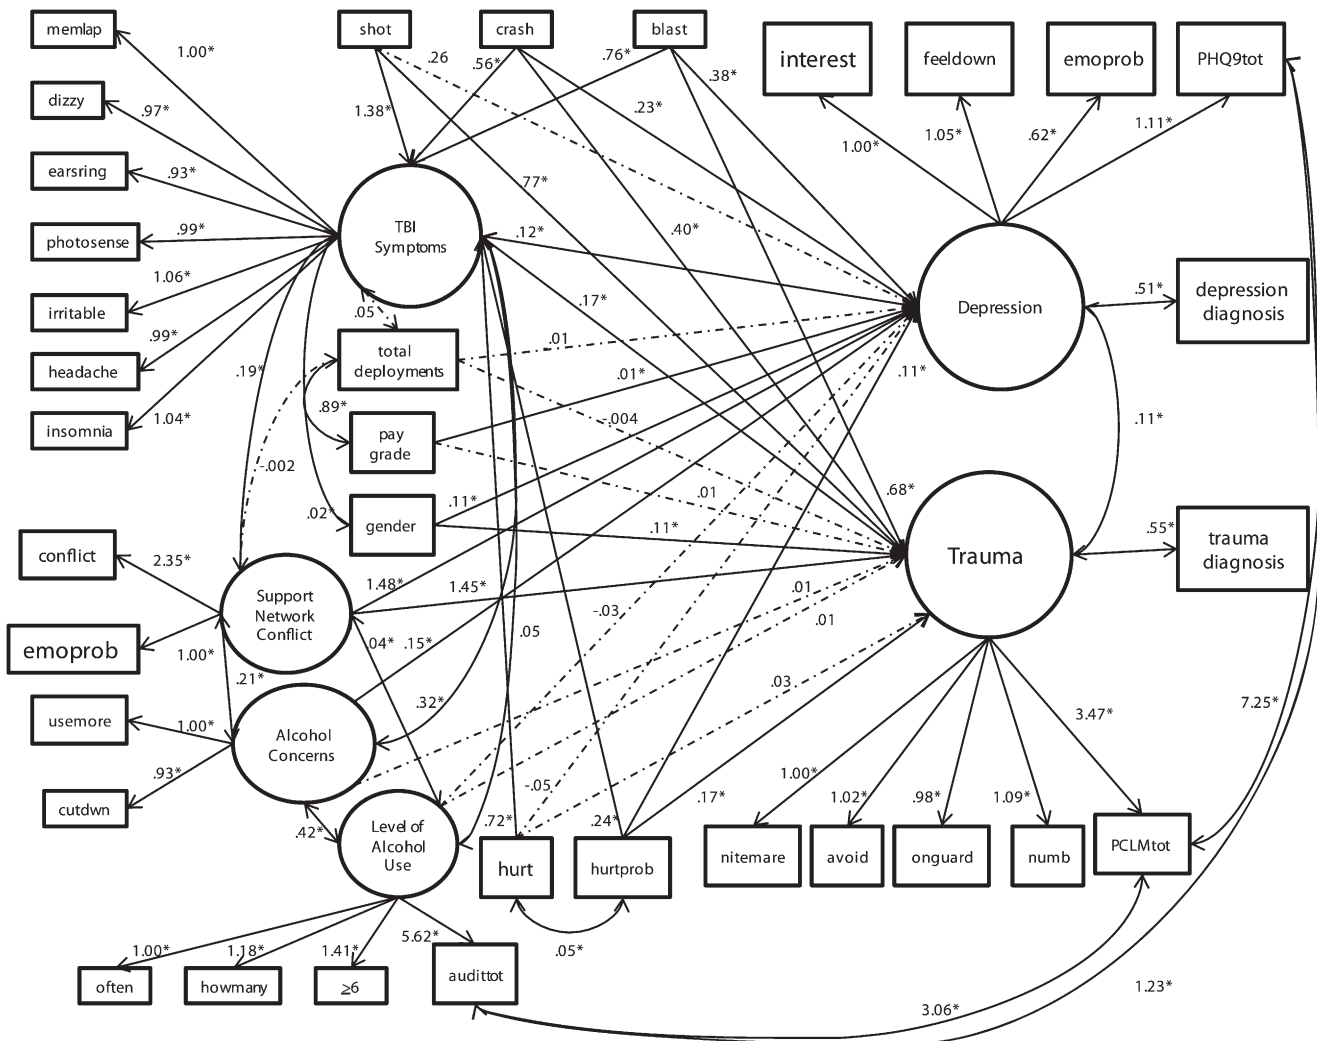 memlap
shot
crash
blast
interest
feeldown
emoprob
PHQ9tot
1.00*
.26
.56*
.76*
.38*
dizzy
.97*
1.38*
.23*
1.00*
1.05*
.62*
1.11*
earsring
.93*
.77*
TBI
Symptoms
photosense
.99*
.12*
.40*
1.06*
irritable
.05
.17*
Depression
.51*
depression
diagnosis
.99*
headache
.19*
total
deployments
.01
.01*
.11*
insomnia
1.04*
.89*
pay
grade
-.004
.11*
-.002
.02*
gender
.11*
.01
.68*
.11*
conflict
2.35*
Trauma
.55*
trauma
diagnosis
Support
Network
Conflict
1.48*
1.45*
-.03
.01
.01
emoprob
1.00*
.04*
.15*
.05
.21*
.03
usemore
1.00*
Alcohol
Concerns
.32*
3.47*
7.25*
.93*
cutdwn
.42*
Level of
Alcohol
Use
-.05
.72*
.24*
.17*
1.00*
1.02*
.98*
1.09*
hurt
hurtprob
nitemare
avoid
onguard
numb
PCLMtot
1.00*
1.18*
1.41*
5.62*
.05*
often
howmany
≥6
audittot
3.06*
1.23*